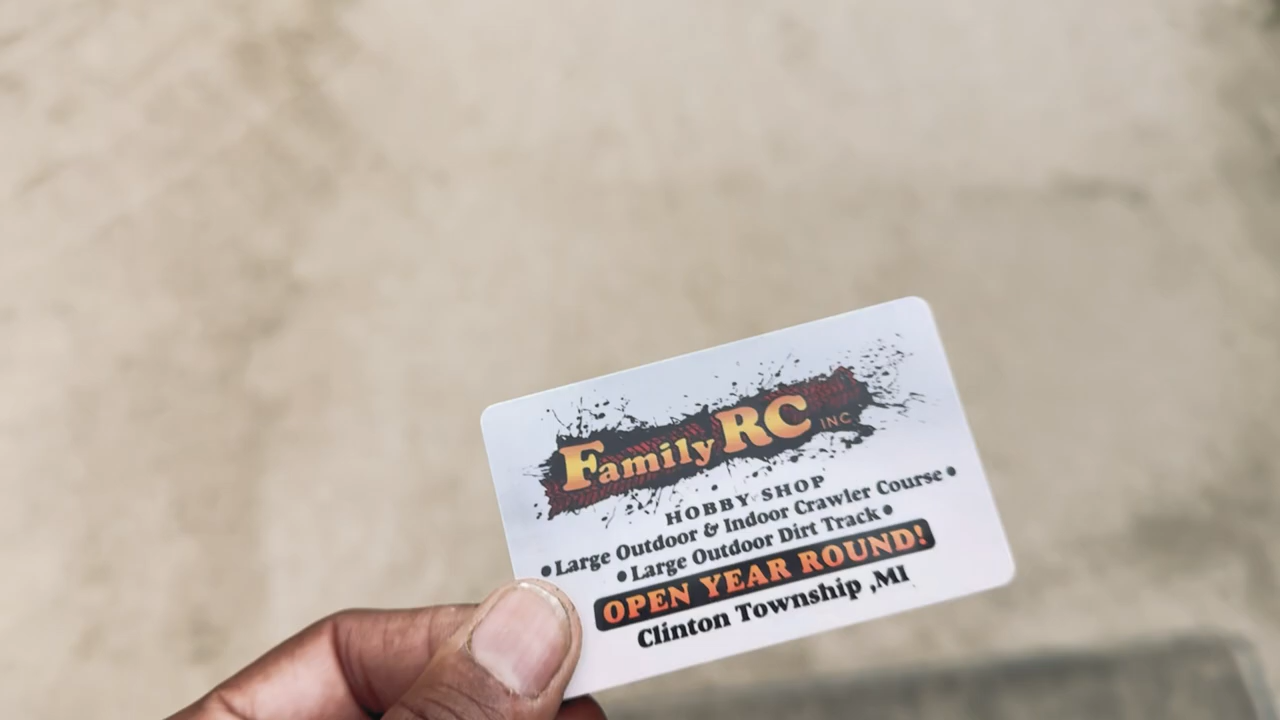 Family RC INC
HOBBY SHOP
•Large Outdoor & Indoor Crawler Course•
•Large Outdoor Dirt Track•
OPEN YEAR ROUND!
Clinton Township ,MI